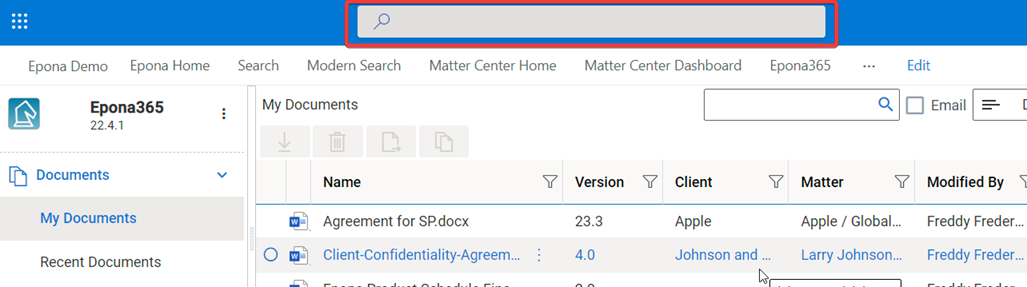 Epona Demo Epona Home Search Modern Search Matter Center Home Matter Center Dashboard Epona365 ··· Edit
Epona365
22.4.1
Documents
My Documents
Recent Documents
My Documents
Email
Name Version Client Matter Modified By
Agreement for SP.docx 23.3 Apple Apple / Global... Freddy Freder...
Client-Confidentiality-Agreem... 4.0 Johnson and ... Larry Johnson... Freddy Freder...